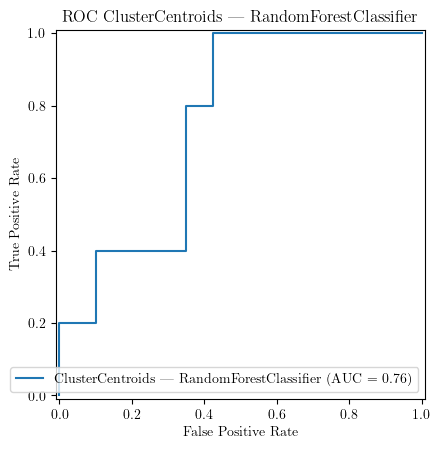 ROC ClusterCentroids — RandomForestClassifier
1.0
0.8
0.6
0.4
0.2
0.0
True Positive Rate
ClusterCentroids — RandomForestClassifier (AUC = 0.76)
0.0 0.2 0.4 0.6 0.8 1.0
False Positive Rate